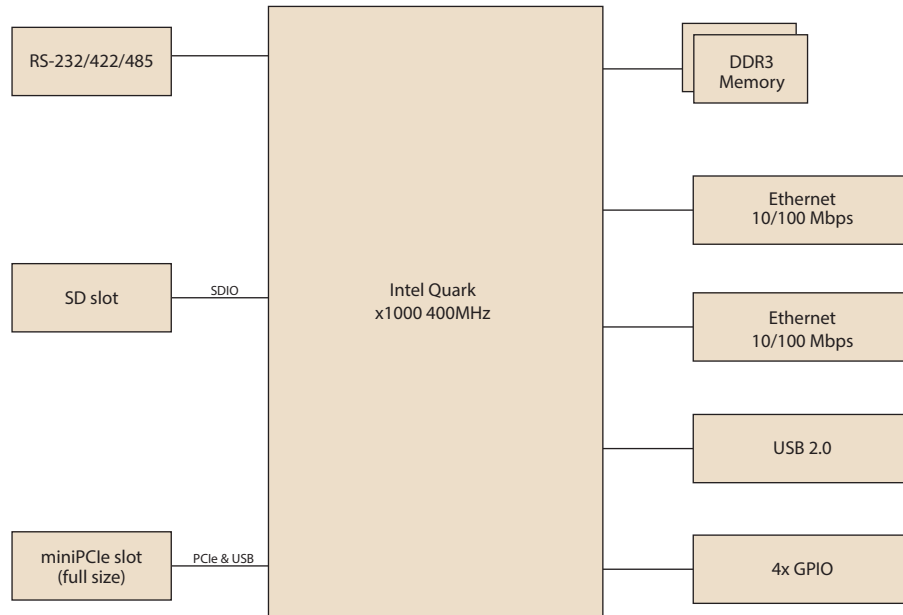 RS-232/422/485
SD slot
SDIO
miniPCIe slot
(full size)
PCIe & USB
Intel Quark
x1000 400MHz
DDR3
Memory
Ethernet
10/100 Mbps
Ethernet
10/100 Mbps
USB 2.0
4x GPIO